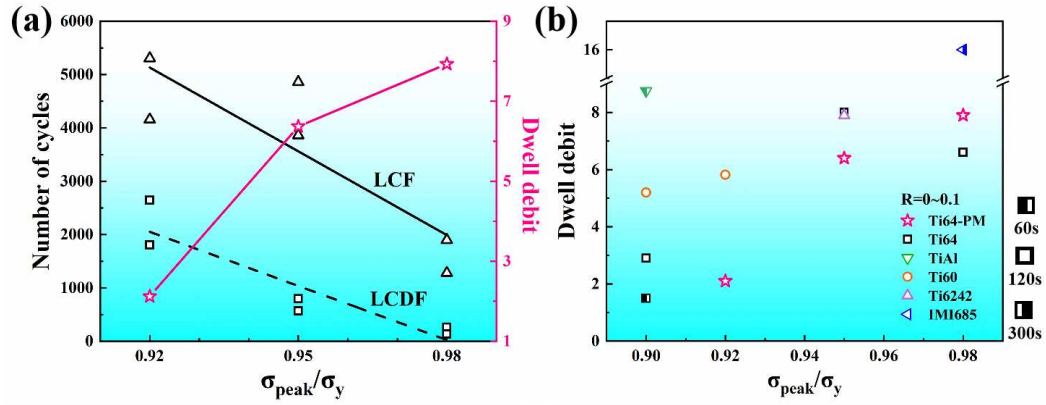 (a)
6000
5000
4000
3000
2000
1000
0
Number of cycles
0.92
0.95
0.98
σpeak/σy
LCF
LCDF
9
7
5
3
1
Dwell debit
(b)
16
8
6
4
2
0
Dwell debit
0.90
0.92
0.94
0.96
0.98
σpeak/σy
R=0~0.1
Ti64-PM
Ti64
TiAl
Ti60
Ti6242
IMI685
60s
120s
300s